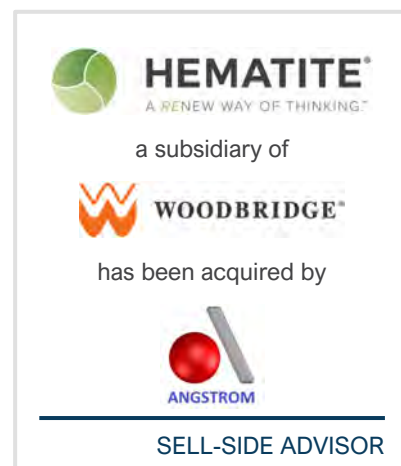 HEMATITE®
A RENEW WAY OF THINKING.™
a subsidiary of
WOODBRIDGE®
has been acquired by
ANGSTROM
SELL-SIDE ADVISOR